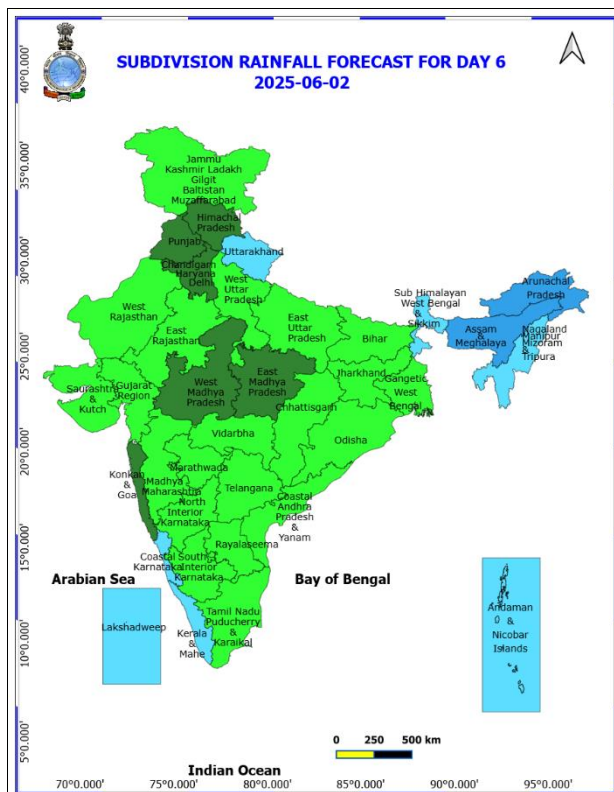 SUBDIVISION RAINFALL FORECAST FOR DAY 6
2025-06-02
40°0.000'
35°0.000'
30°0.000'
25°0.000'
20°0.000'
15°0.000'
10°0.000'
5°0.000'
Jammu
Kashmir Ladakh
Gilgit
Baltistan
Muzaffarabad
Himachal
Pradesh
Punjab
Uttarakhand
Chandigarh
Haryana
Delhi
West
Uttar
Pradesh
West
Rajasthan
East
Rajasthan
East
Uttar
Pradesh
Bihar
Sub Himalayan
West Bengal
&
Sikkim
Arunachal
Pradesh
Assam
&
Meghalaya
Nagaland
Manipur
Mizoram
&
Tripura
Saurashtra
&
Kutch
Gujarat
Region
West
Madhya
Pradesh
East
Madhya
Pradesh
Jharkhand
Gangetic
West
Bengal
Chhattisgarh
Vidarbha
Odisha
Konkan
&
Goa
Madhya
Maharashtra
Marathwada
Telangana
North
Interior
Karnataka
Coastal
Andhra
Pradesh
&
Yanam
Rayalaseema
Coastal
Karnataka
South
Interior
Karnataka
Arabian Sea
Bay of Bengal
Lakshadweep
Kerala
&
Mahe
Tamil Nadu
Puducherry
&
Karaikal
Andaman
&
Nicobar
Islands
0 250 500 km
Indian Ocean
70°0.000' 75°0.000' 80°0.000' 85°0.000' 90°0.000' 95°0.000'